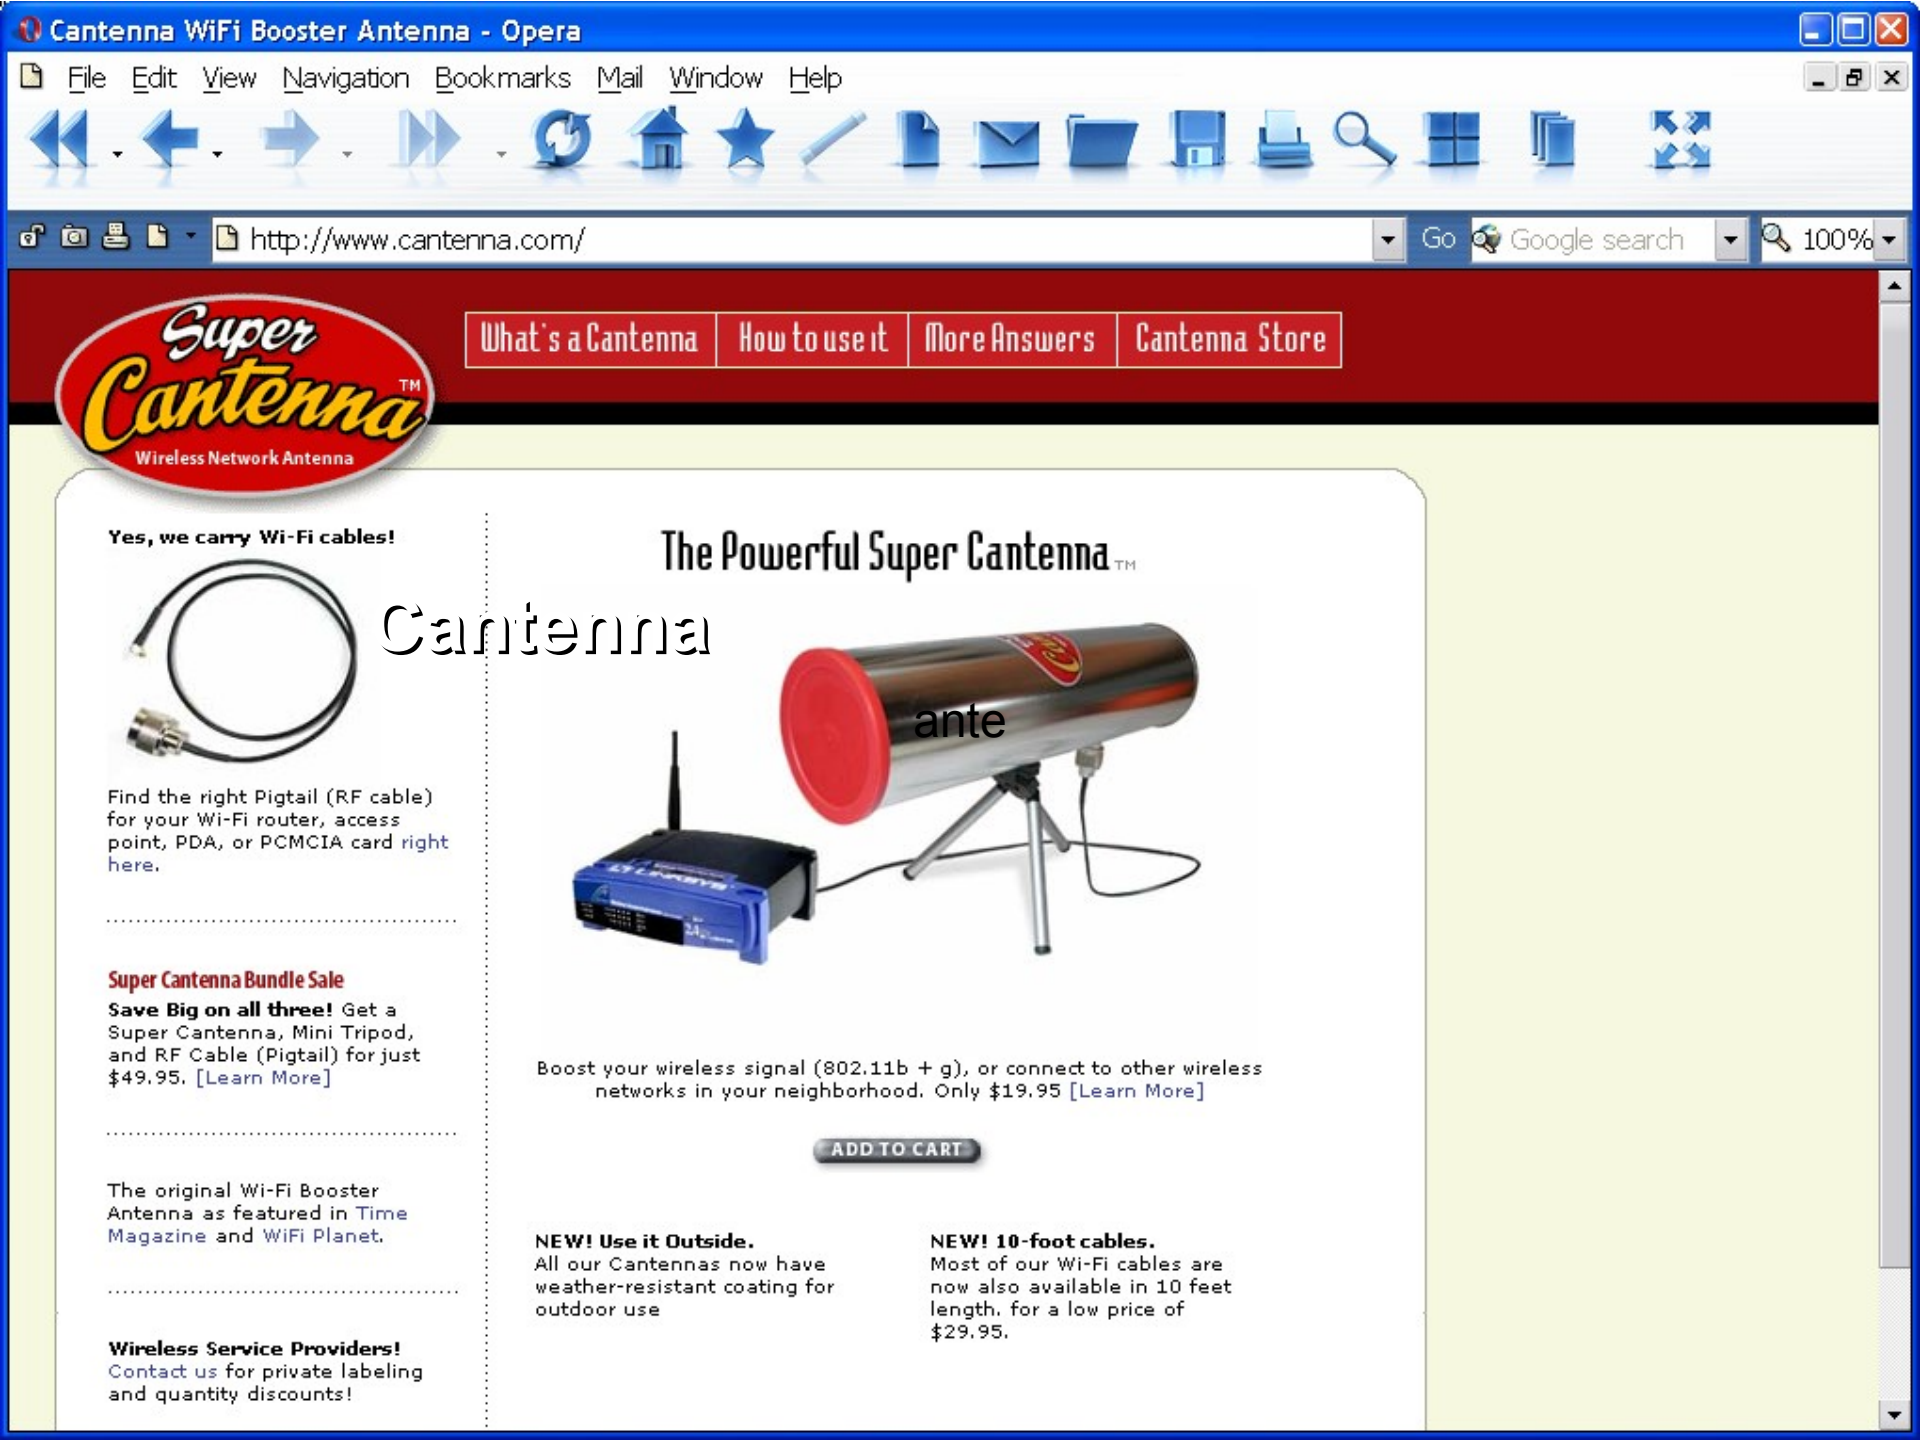 Cantenna WiFi Booster Antenna - Opera
File Edit View Navigation Bookmarks Mail Window Help
http://www.cantenna.com/ Go Google search 100%
Super
Cantenna™
Wireless Network Antenna
What's a Cantenna How to use it More Answers Cantenna Store
Yes, we carry Wi-Fi cables!
Find the right Pigtail (RF cable)
for your Wi-Fi router, access
point, PDA, or PCMCIA card right
here.
Super Cantenna Bundle Sale
Save Big on all three! Get a
Super Cantenna, Mini Tripod,
and RF Cable (Pigtail) for just
$49.95. [Learn More]
The original Wi-Fi Booster
Antenna as featured in Time
Magazine and WiFi Planet.
Wireless Service Providers!
Contact us for private labeling
and quantity discounts!
The Powerful Super Cantenna™
Cantenna
ante
LINKSYS
Boost your wireless signal (802.11b + g), or connect to other wireless
networks in your neighborhood. Only $19.95 [Learn More]
ADD TO CART
NEW! Use it Outside.
All our Cantennas now have
weather-resistant coating for
outdoor use
NEW! 10-foot cables.
Most of our Wi-Fi cables are
now also available in 10 feet
length. for a low price of
$29.95.